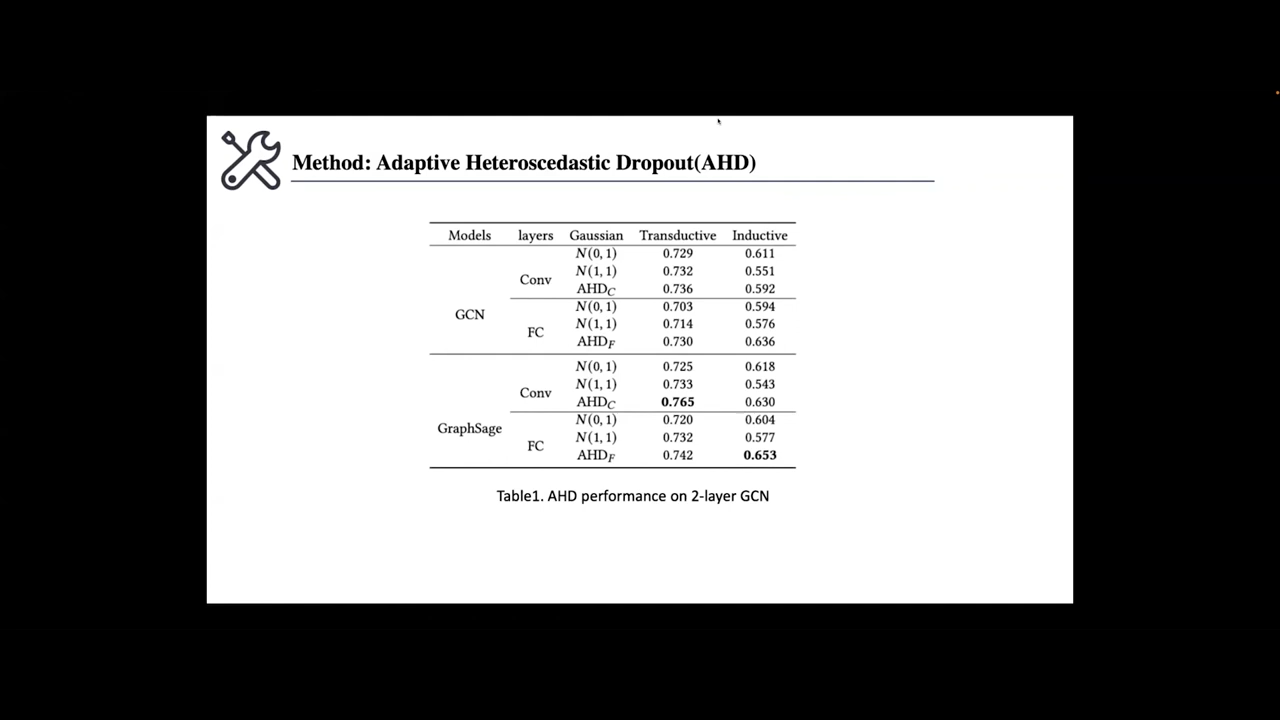 Method: Adaptive Heteroscedastic Dropout(AHD)
Models layers Gaussian Transductive Inductive
GCN Conv N(0, 1) 0.729 0.611
N(1, 1) 0.732 0.551
AHD_C 0.736 0.592
FC N(0, 1) 0.703 0.594
N(1, 1) 0.714 0.576
AHD_F 0.730 0.636
GraphSage Conv N(0, 1) 0.725 0.618
N(1, 1) 0.733 0.543
AHD_C 0.765 0.630
FC N(0, 1) 0.720 0.604
N(1, 1) 0.732 0.577
AHD_F 0.742 0.653
Table1. AHD performance on 2-layer GCN